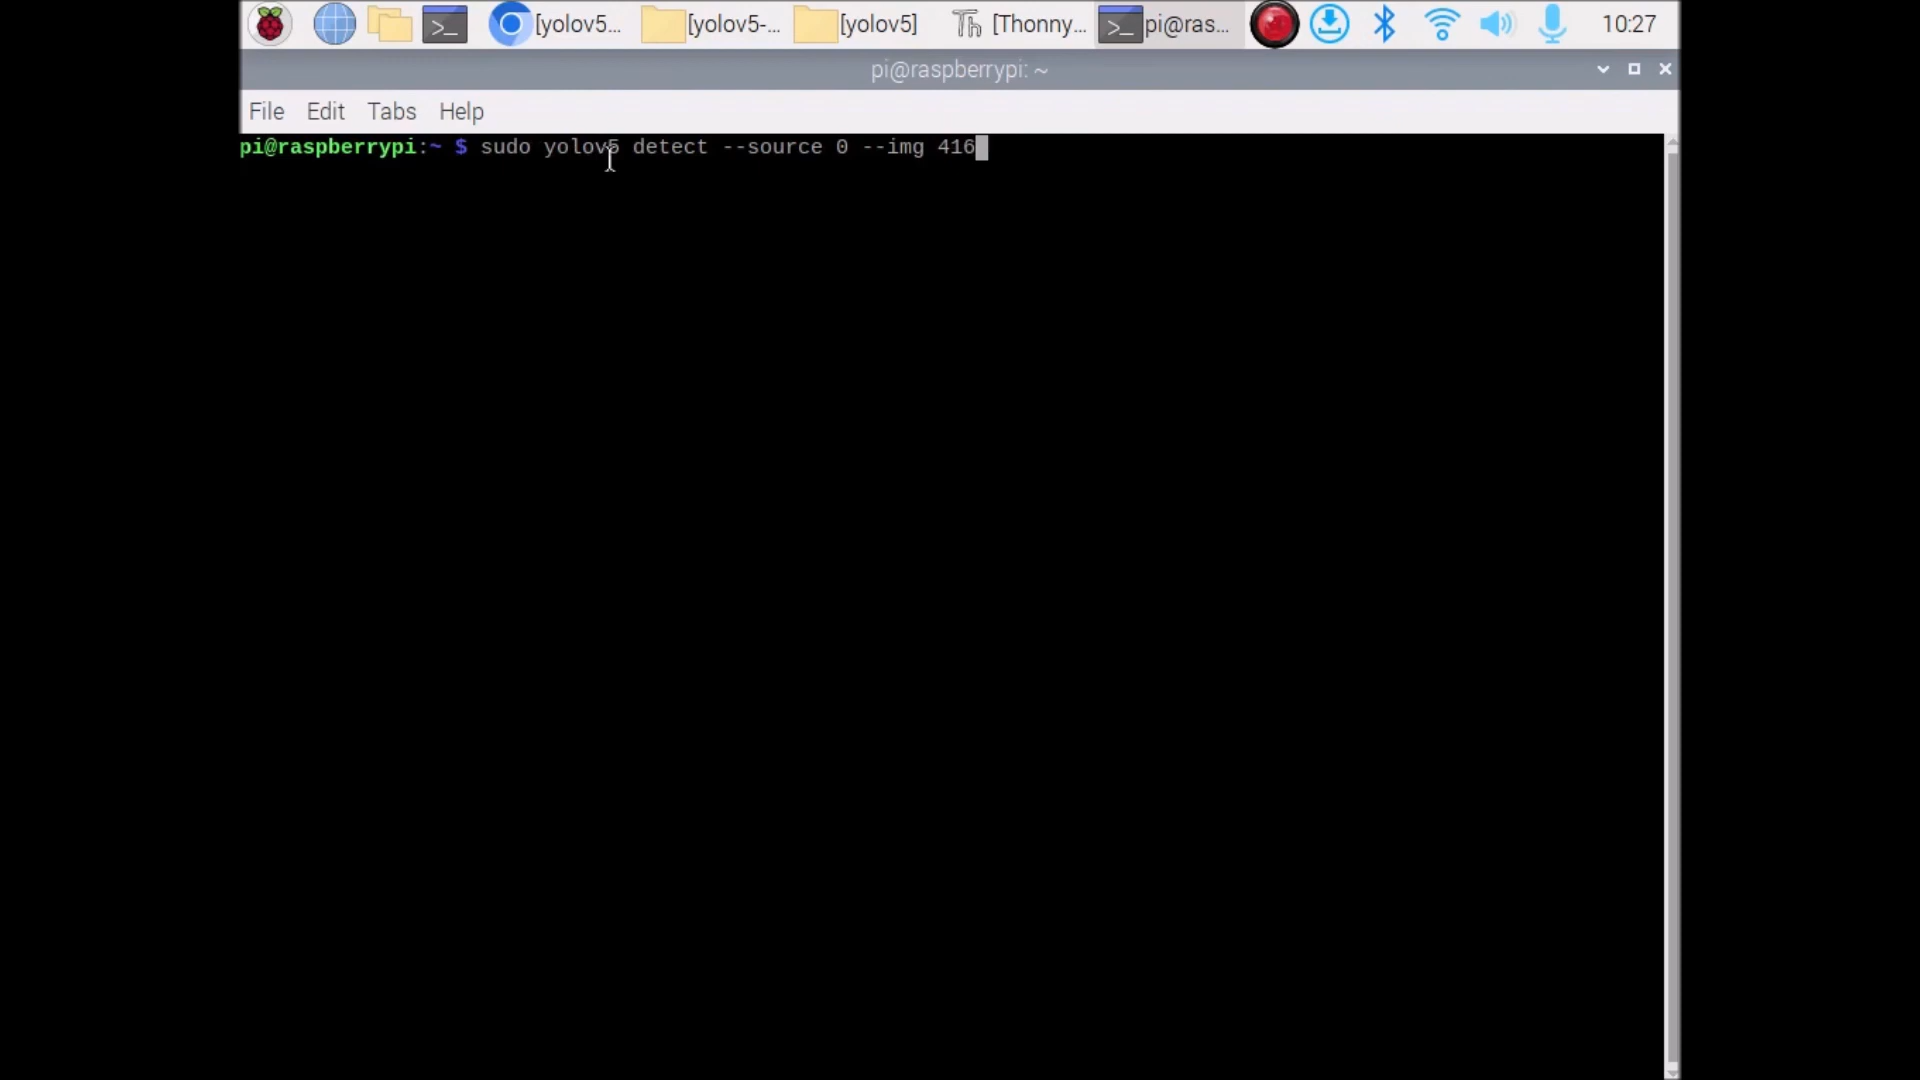 [yolov5... [yolov5-... [yolov5] Th [Thonny... >_ pi@ras... 10:27
pi@raspberrypi: ~
File Edit Tabs Help
pi@raspberrypi:~ $ sudo yolov5 detect --source 0 --img 416